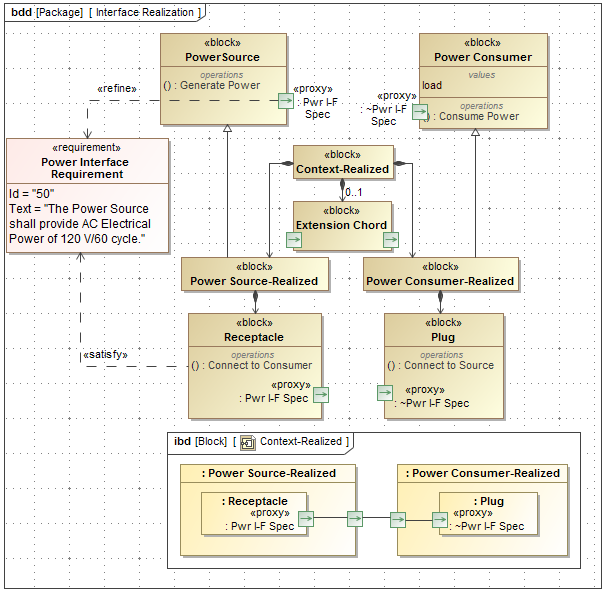 bdd [Package] [ Interface Realization ]
«block»
PowerSource
operations
() : Generate Power
«proxy»
: Pwr I-F
Spec
«block»
Power Consumer
values
load
operations
() : Consume Power
«proxy»
: ~Pwr I-F
Spec
«refine»
«requirement»
Power Interface
Requirement
Id = "50"
Text = "The Power Source
shall provide AC Electrical
Power of 120 V/60 cycle."
«block»
Context-Realized
0..1
«block»
Extension Chord
«block»
Power Source-Realized
«block»
Power Consumer-Realized
«satisfy»
«block»
Receptacle
operations
() : Connect to Consumer
«proxy»
: Pwr I-F Spec
«block»
Plug
operations
() : Connect to Source
«proxy»
: ~Pwr I-F Spec
ibd [Block] [ Context-Realized ]
: Power Source-Realized
: Receptacle
«proxy»
: Pwr I-F Spec
: Power Consumer-Realized
: Plug
«proxy»
: ~Pwr I-F Spec